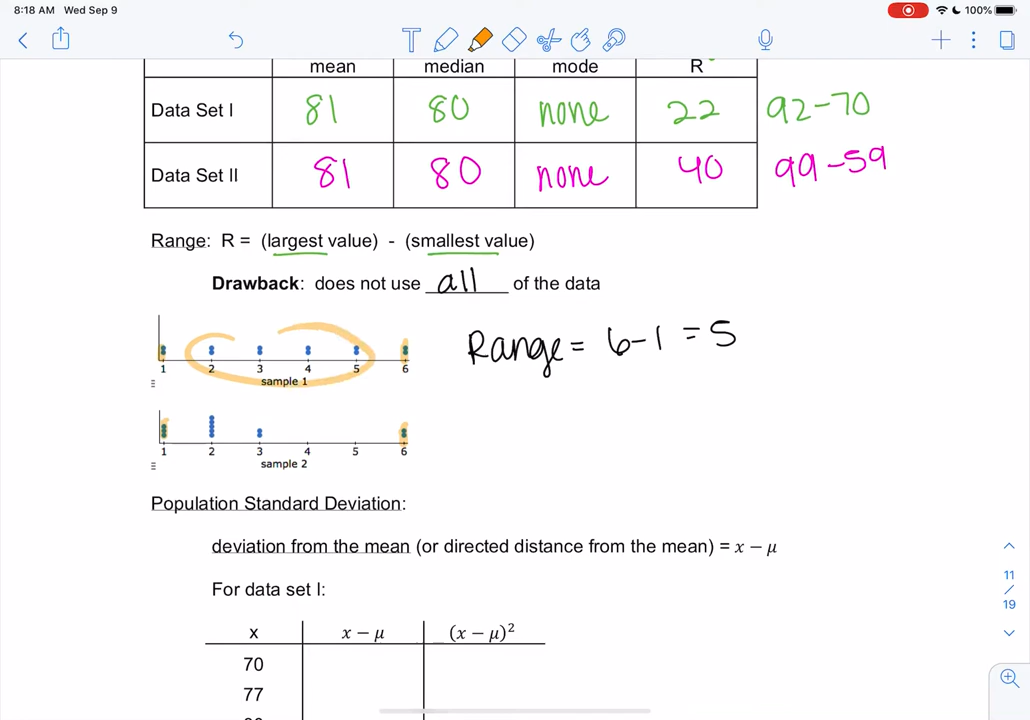 8:18 AM Wed Sep 9
100%
T
mean median mode R
Data Set I 81 80 none 22 92-70
Data Set II 81 80 none 40 99-59
Range: R = (largest value) - (smallest value)
Drawback: does not use all of the data
Range = 6-1 = 5
1 2 3 4 5 6
sample 1
1 2 3 4 5 6
sample 2
Population Standard Deviation:
deviation from the mean (or directed distance from the mean) = x − μ
For data set I:
11
/
19
x x − μ (x − μ)²
70
77